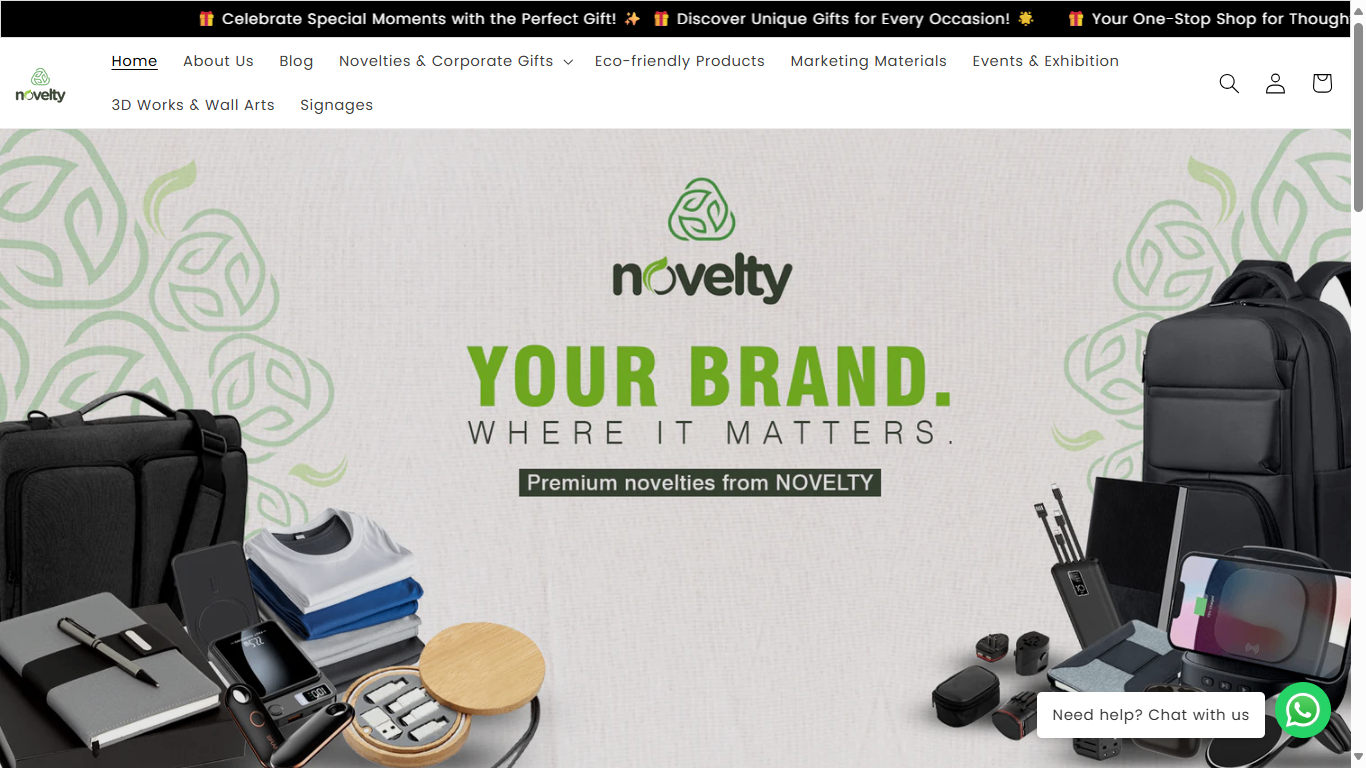 🎁 Celebrate Special Moments with the Perfect Gift! ✨ 🎁 Discover Unique Gifts for Every Occasion! 🌟 🎁 Your One-Stop Shop for Though
Home About Us Blog Novelties & Corporate Gifts Eco-friendly Products Marketing Materials Events & Exhibition
novelty
3D Works & Wall Arts Signages
novelty
YOUR BRAND.
WHERE IT MATTERS.
Premium novelties from NOVELTY
Need help? Chat with us